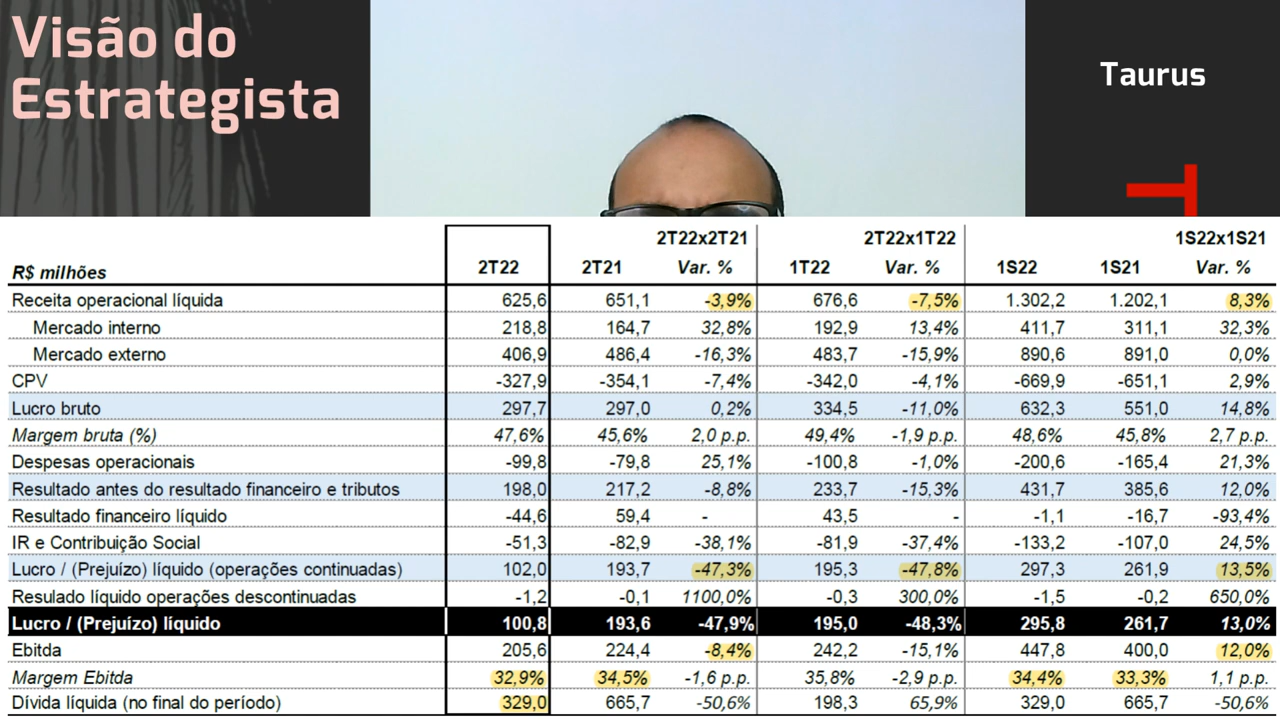 Visão do
Estrategista
Taurus
T
2T22x2T21 2T22x1T22 1S22x1S21
R$ milhões 2T22 2T21 Var. % 1T22 Var. % 1S22 1S21 Var. %
Receita operacional líquida 625,6 651,1 -3,9% 676,6 -7,5% 1.302,2 1.202,1 8,3%
Mercado interno 218,8 164,7 32,8% 192,9 13,4% 411,7 311,1 32,3%
Mercado externo 406,9 486,4 -16,3% 483,7 -15,9% 890,6 891,0 0,0%
CPV -327,9 -354,1 -7,4% -342,0 -4,1% -669,9 -651,1 2,9%
Lucro bruto 297,7 297,0 0,2% 334,5 -11,0% 632,3 551,0 14,8%
Margem bruta (%) 47,6% 45,6% 2,0 p.p. 49,4% -1,9 p.p. 48,6% 45,8% 2,7 p.p.
Despesas operacionais -99,8 -79,8 25,1% -100,8 -1,0% -200,6 -165,4 21,3%
Resultado antes do resultado financeiro e tributos 198,0 217,2 -8,8% 233,7 -15,3% 431,7 385,6 12,0%
Resultado financeiro líquido -44,6 59,4 - 43,5 - -1,1 -16,7 -93,4%
IR e Contribuição Social -51,3 -82,9 -38,1% -81,9 -37,4% -133,2 -107,0 24,5%
Lucro / (Prejuízo) líquido (operações continuadas) 102,0 193,7 -47,3% 195,3 -47,8% 297,3 261,9 13,5%
Resulado líquido operações descontinuadas -1,2 -0,1 1100,0% -0,3 300,0% -1,5 -0,2 650,0%
Lucro / (Prejuízo) líquido 100,8 193,6 -47,9% 195,0 -48,3% 295,8 261,7 13,0%
Ebitda 205,6 224,4 -8,4% 242,2 -15,1% 447,8 400,0 12,0%
Margem Ebitda 32,9% 34,5% -1,6 p.p. 35,8% -2,9 p.p. 34,4% 33,3% 1,1 p.p.
Dívida líquida (no final do período) 329,0 665,7 -50,6% 198,3 65,9% 329,0 665,7 -50,6%